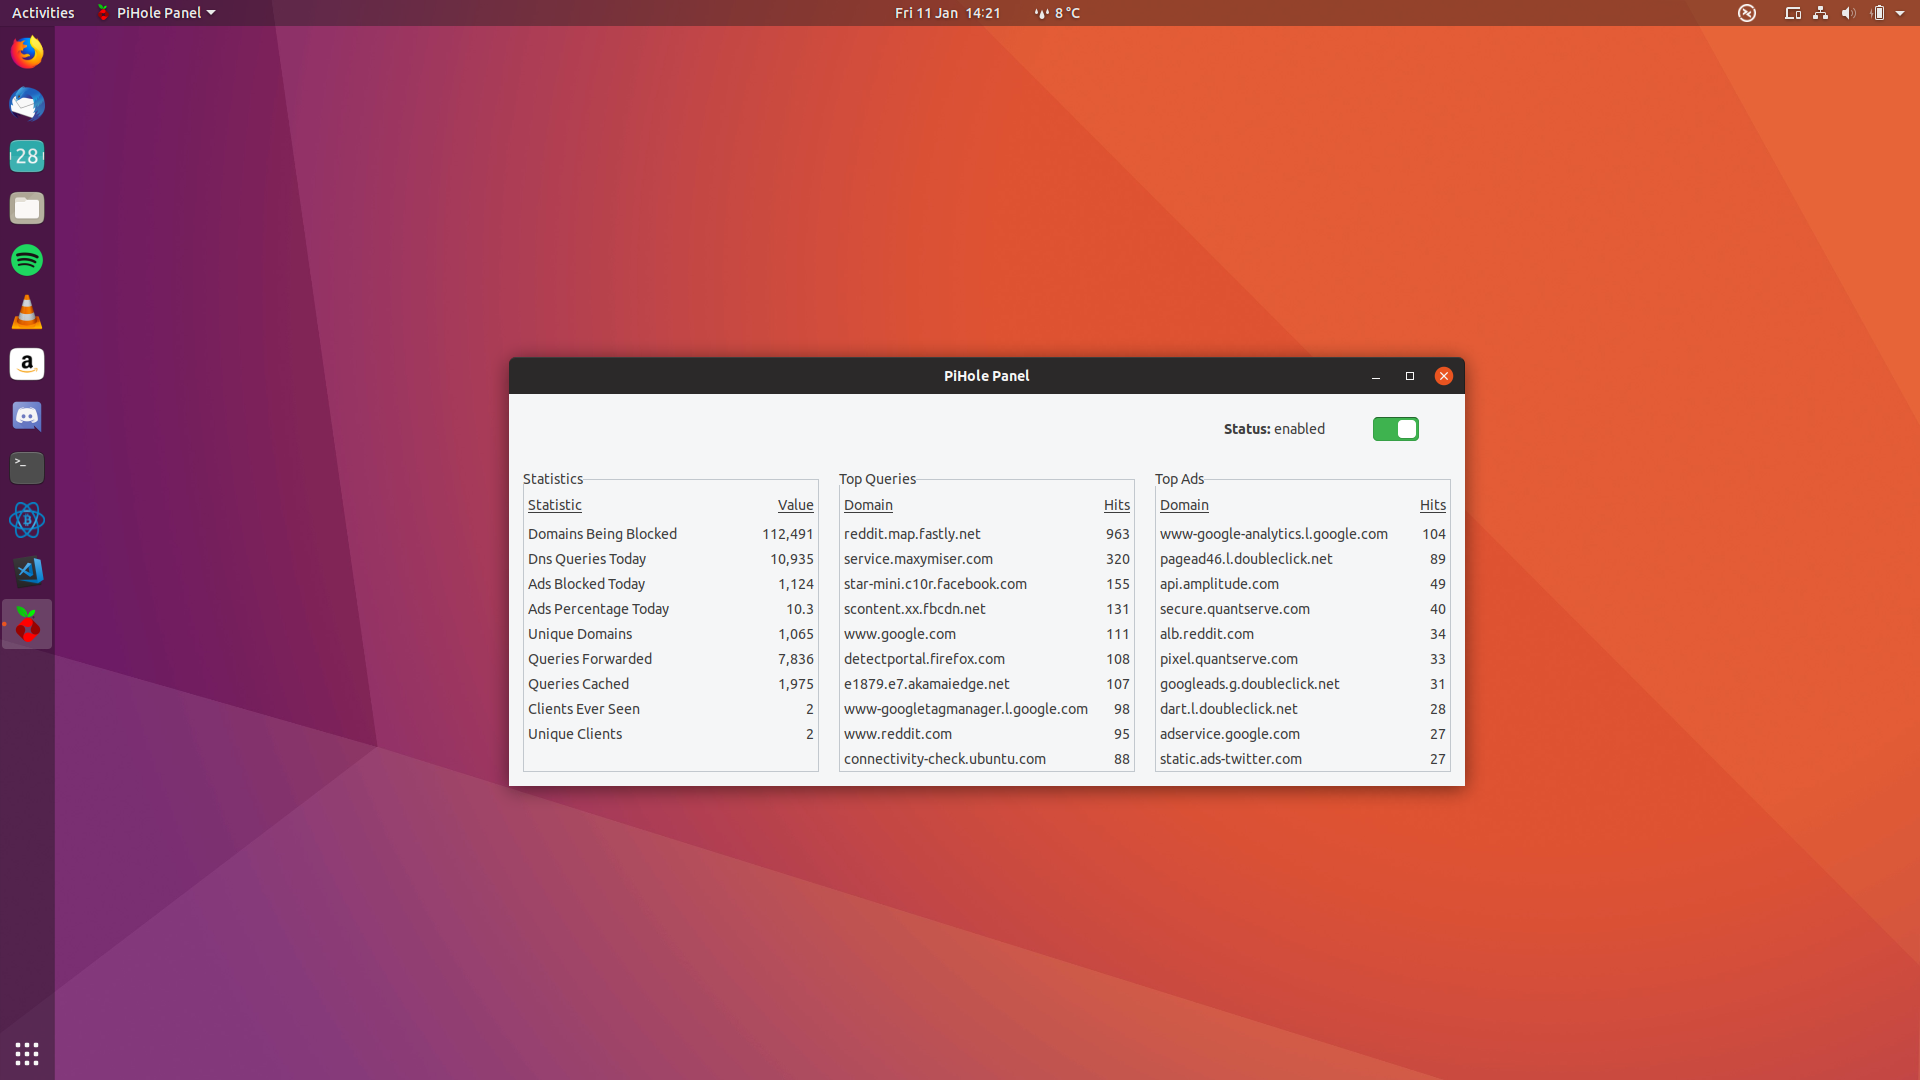 Activities PiHole Panel Fri 11 Jan 14:21 8 °C
28
a
>_
PiHole Panel
Status: enabled
Statistics
Statistic Value
Domains Being Blocked 112,491
Dns Queries Today 10,935
Ads Blocked Today 1,124
Ads Percentage Today 10.3
Unique Domains 1,065
Queries Forwarded 7,836
Queries Cached 1,975
Clients Ever Seen 2
Unique Clients 2
Top Queries
Domain Hits
reddit.map.fastly.net 963
service.maxymiser.com 320
star-mini.c10r.facebook.com 155
scontent.xx.fbcdn.net 131
www.google.com 111
detectportal.firefox.com 108
e1879.e7.akamaiedge.net 107
www-googletagmanager.l.google.com 98
www.reddit.com 95
connectivity-check.ubuntu.com 88
Top Ads
Domain Hits
www-google-analytics.l.google.com 104
pagead46.l.doubleclick.net 89
api.amplitude.com 49
secure.quantserve.com 40
alb.reddit.com 34
pixel.quantserve.com 33
googleads.g.doubleclick.net 31
dart.l.doubleclick.net 28
adservice.google.com 27
static.ads-twitter.com 27